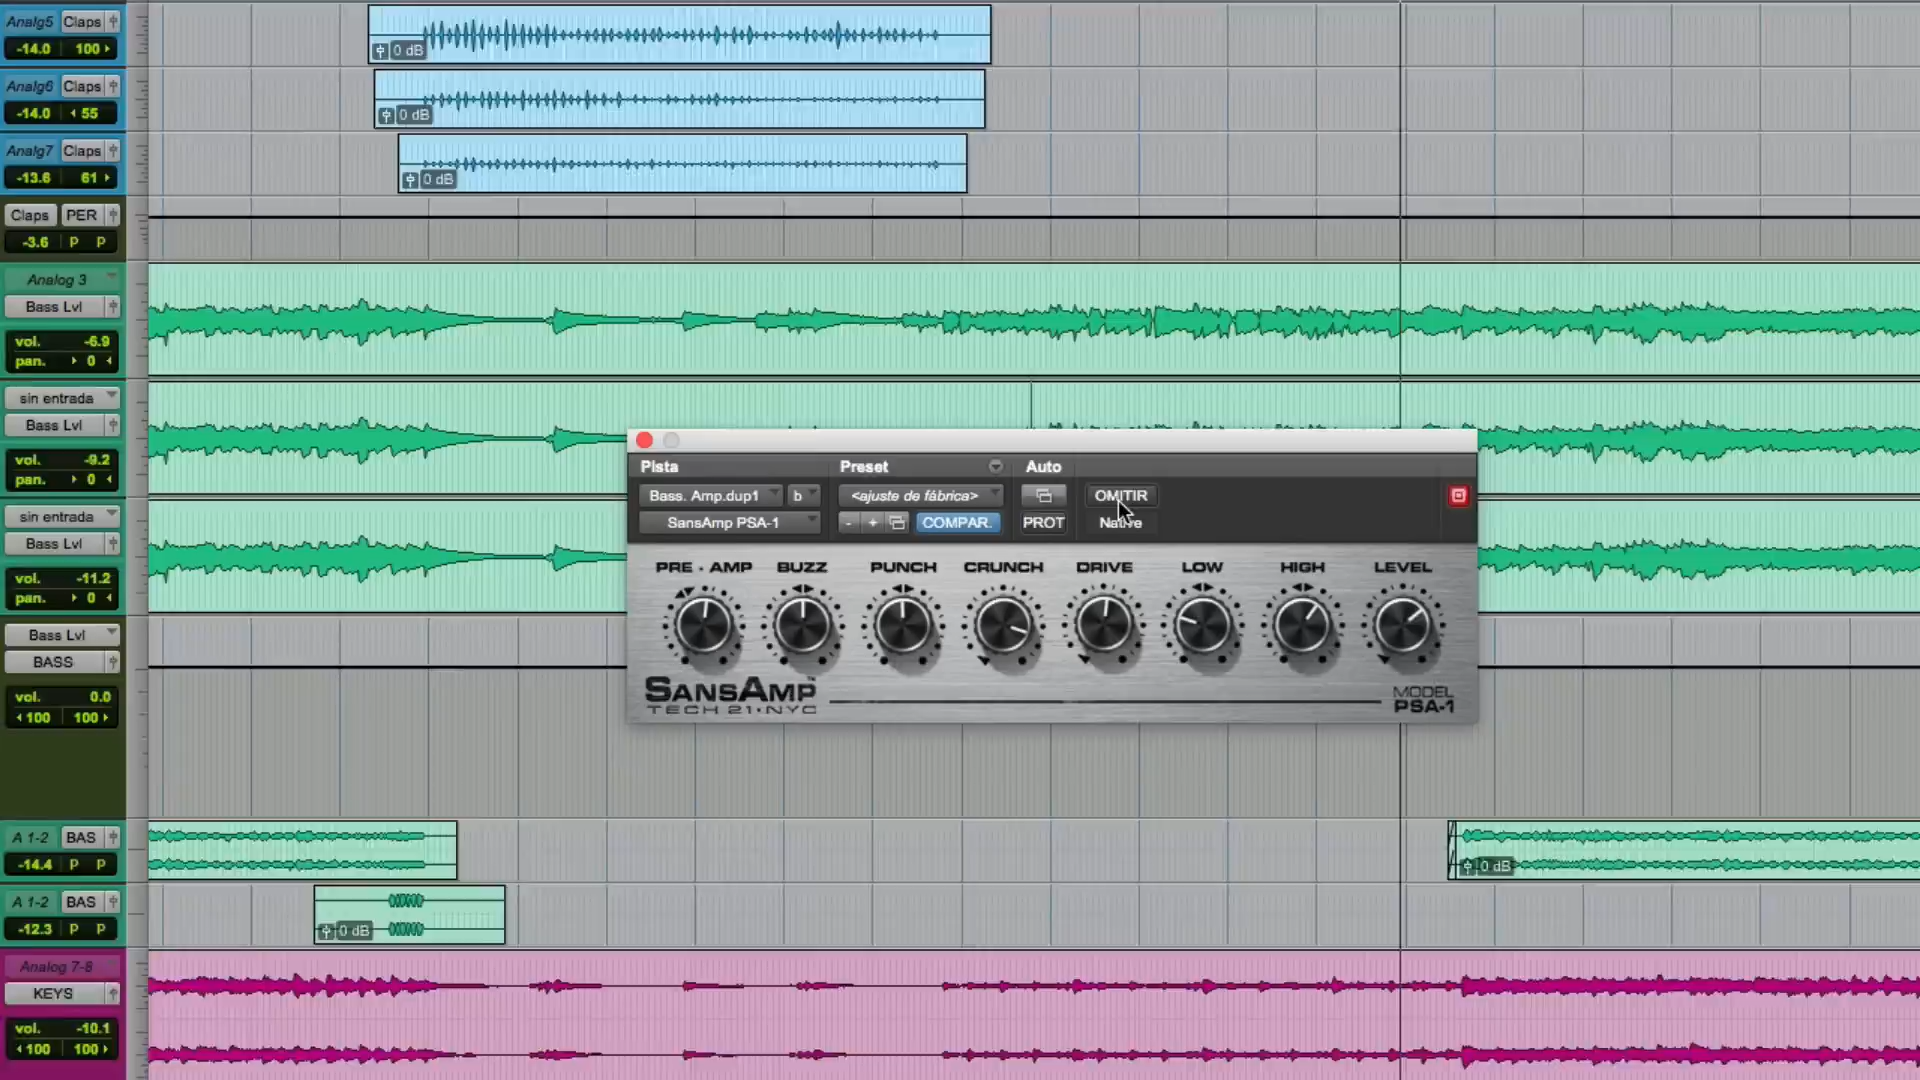 Analg5 Claps
-14.0 100
0 dB
Analg6 Claps
-14.0 55
0 dB
Analg7 Claps
-13.6 61
0 dB
Claps PER
-3.6 P P
Analog 3
Bass Lvl
vol. -6.9
pan. 0
sin entrada
Bass Lvl
vol. -9.2
pan. 0
sin entrada
Bass Lvl
vol. -11.2
pan. 0
Bass Lvl
BASS
vol. 0.0
100 100
A 1-2 BAS
-14.4 P P
0 dB
A 1-2 BAS
-12.3 P P
0 dB
Analog 7-8
KEYS
vol. -10.1
100 100
Pista Preset Auto
Bass. Amp.dup1 b <ajuste de fábrica> OMITIR
SansAmp PSA-1 - + COMPAR. PROT Native
PRE - AMP BUZZ PUNCH CRUNCH DRIVE LOW HIGH LEVEL
SANSAMP™
TECH 21•NYC
MODEL
PSA-1